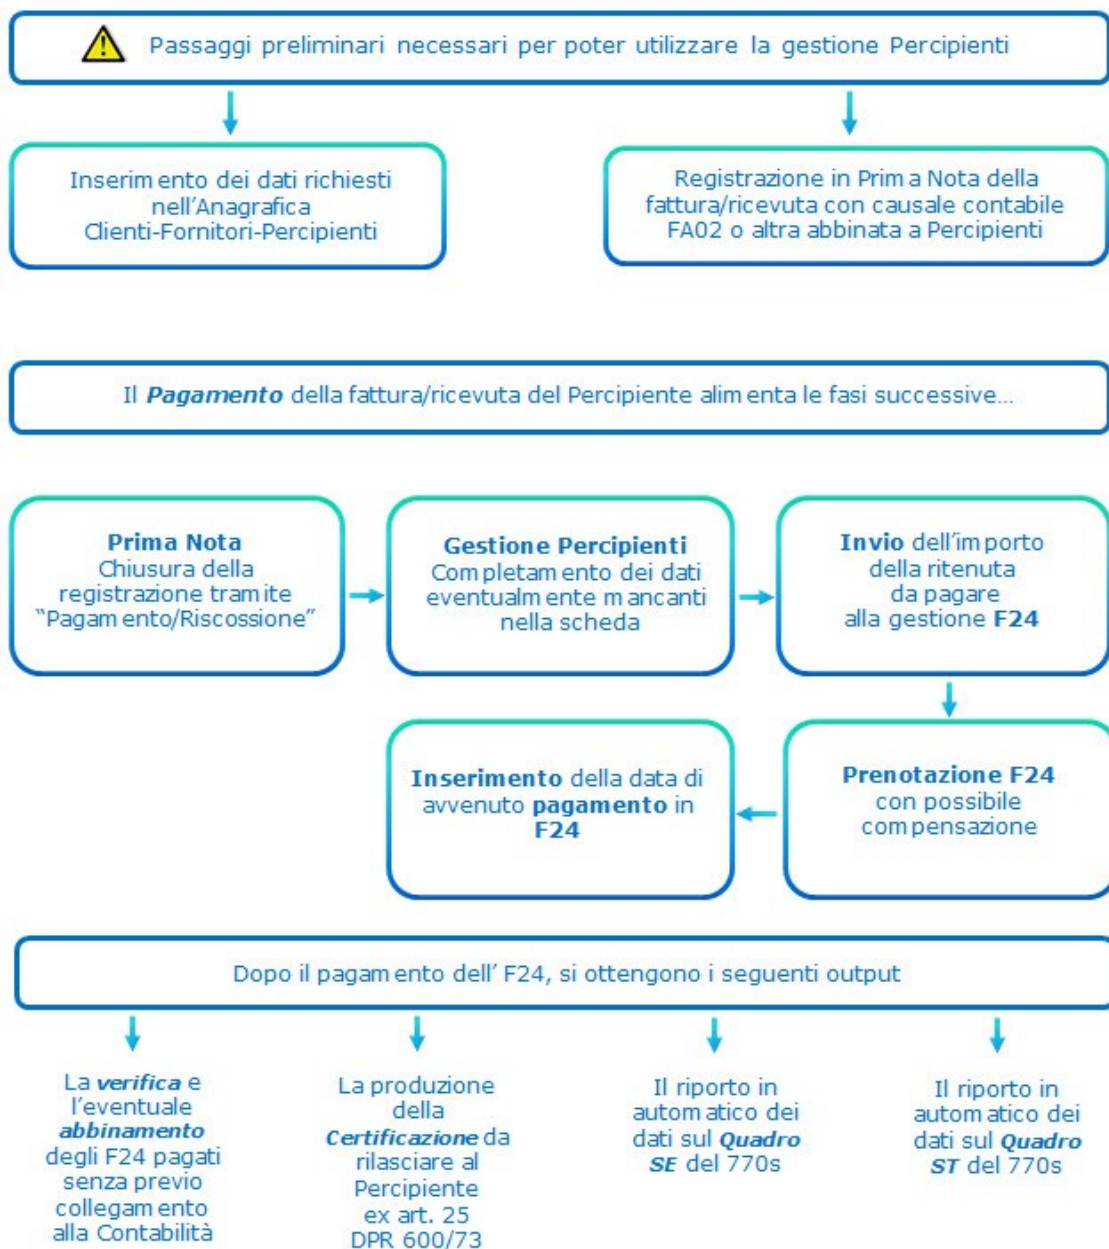 Passaggi preliminari necessari per poter utilizzare la gestione Percipienti
Inserimento dei dati richiesti
nell'Anagrafica
Clienti-Fornitori-Percipienti
Registrazione in Prima Nota della
fattura/ricevuta con causale contabile
FA02 o altra abbinata a Percipienti
Il Pagamento della fattura/ricevuta del Percipiente alimenta le fasi successive...
Prima Nota
Chiusura della
registrazione tramite
“Pagamento/Riscossione”
Gestione Percipienti
Completamento dei dati
eventualmente mancanti
nella scheda
Invio dell'importo
della ritenuta
da pagare
alla gestione F24
Prenotazione F24
con possibile
compensazione
Inserimento della data di
avvenuto pagamento in
F24
Dopo il pagamento dell' F24, si ottengono i seguenti output
La verifica e
l'eventuale
abbinamento
degli F24 pagati
senza previo
collegamento
alla Contabilità
La produzione
della
Certificazione da
rilasciare al
Percipiente
ex art. 25
DPR 600/73
Il riporto in
automatico dei
dati sul Quadro
SE del 770s
Il riporto in
automatico dei
dati sul Quadro
ST del 770s